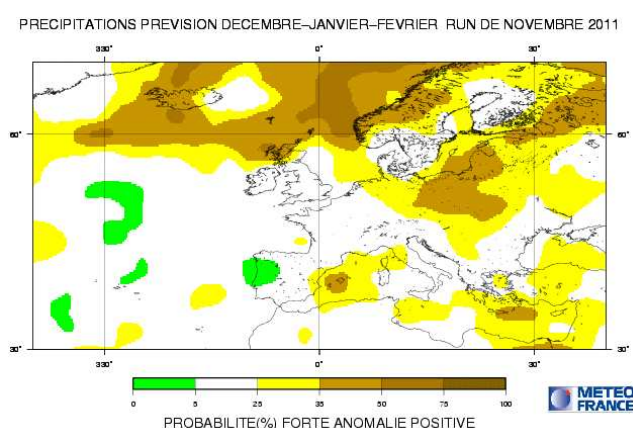 PRECIPITATIONS PREVISION DECEMBRE–JANVIER–FEVRIER RUN DE NOVEMBRE 2011
330° 0° 30°
60° 60°
30° 30°
330° 0° 30°
0 5 25 35 50 75 100
METEO
FRANCE
PROBABILITE(%) FORTE ANOMALIE POSITIVE